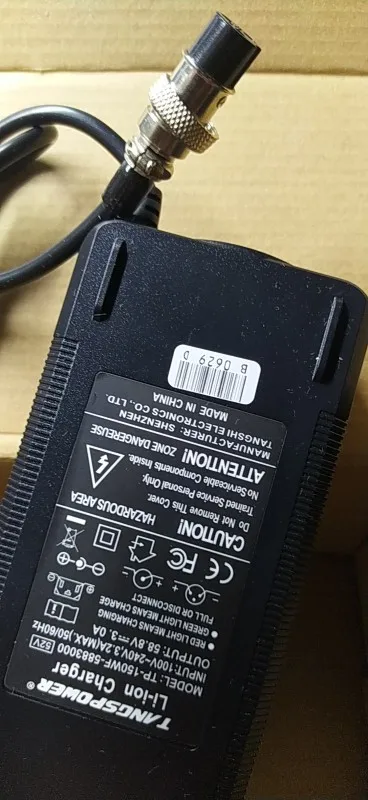 TANGSPOWER®
Li-Ion Charger
MODEL: TP-150WF-5883000
52V
INPUT:100V~240V,3.2A(MAX.)50/60Hz
OUTPUT: 58.8V⎓3.0A
● RED LIGHT MEANS CHARGE
● GREEN LIGHT MEANS CHARGE
FULL OR DISCONNECT
FC CE
CAUTION! HAZARDOUS AREA
Do Not Remove This Cover.
Trained Service Personal Only.
No Serviceable Components Inside.
ATTENTION! ZONE DANGEREUSE
MANUFACTURER: SHENZHEN
TANGSHI ELECTRONICS CO., LTD.
MADE IN CHINA
B 0629 D